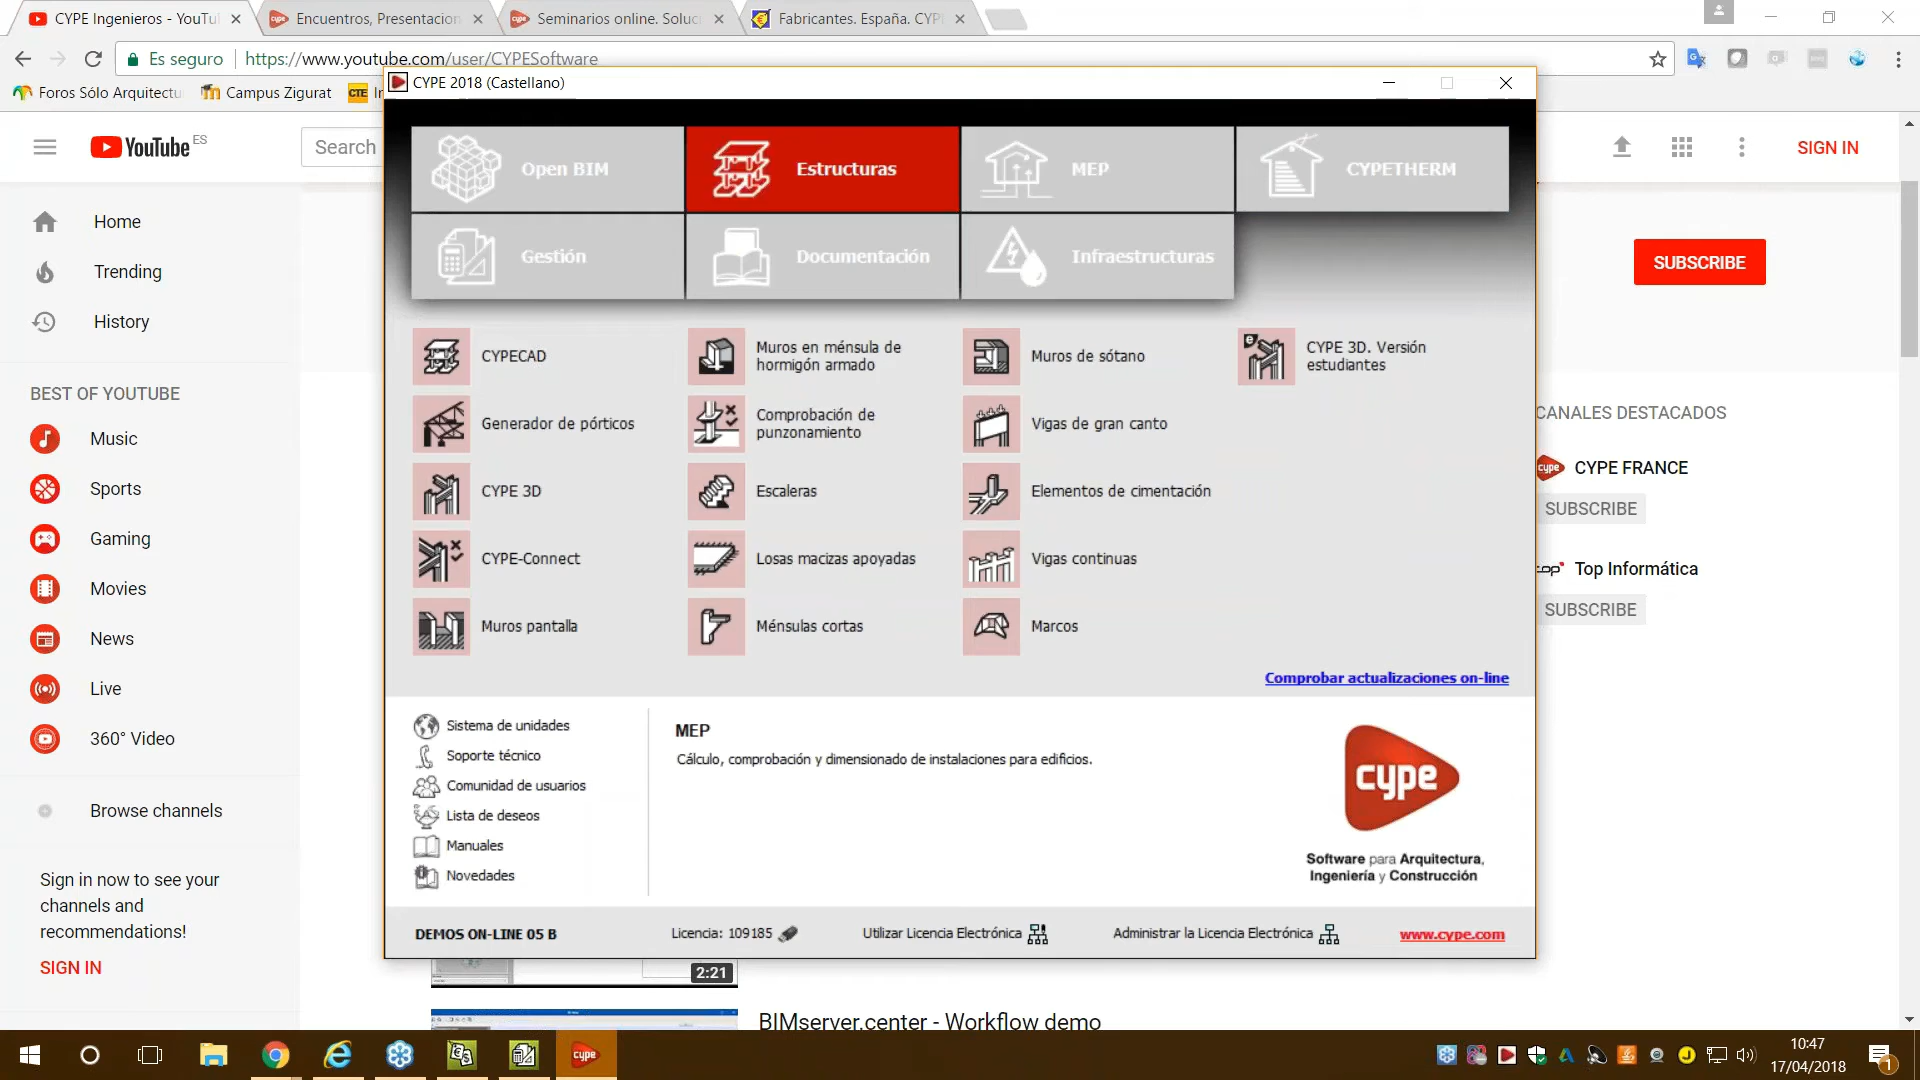 CYPE Ingenieros - YouTu
Encuentros, Presentacion
Seminarios online. Soluc
Fabricantes. España. CYP
Es seguro
https://www.youtube.com/user/CYPESoftware
Foros Sólo Arquitectu
Campus Zigurat
CTE
CYPE 2018 (Castellano)
YouTube ES
Search
SIGN IN
Open BIM
Estructuras
MEP
CYPETHERM
Gestión
Documentación
Infraestructuras
Home
Trending
History
BEST OF YOUTUBE
Music
Sports
Gaming
Movies
News
Live
360° Video
Browse channels
Sign in now to see your
channels and
recommendations!
SIGN IN
CYPECAD
Muros en ménsula de
hormigón armado
Muros de sótano
CYPE 3D. Versión
estudiantes
Generador de pórticos
Comprobación de
punzonamiento
Vigas de gran canto
CYPE 3D
Escaleras
Elementos de cimentación
CYPE-Connect
Losas macizas apoyadas
Vigas continuas
Muros pantalla
Ménsulas cortas
Marcos
Comprobar actualizaciones on-line
Sistema de unidades
Soporte técnico
Comunidad de usuarios
Lista de deseos
Manuales
Novedades
MEP
Cálculo, comprobación y dimensionado de instalaciones para edificios.
cype
Software para Arquitectura,
Ingeniería y Construcción
DEMOS ON-LINE 05 B
Licencia: 109185
Utilizar Licencia Electrónica
Administrar la Licencia Electrónica
www.cype.com
SUBSCRIBE
CANALES DESTACADOS
cype
CYPE FRANCE
SUBSCRIBE
Top Informática
SUBSCRIBE
2:21
BIMserver.center - Workflow demo
cype
10:47
17/04/2018
1